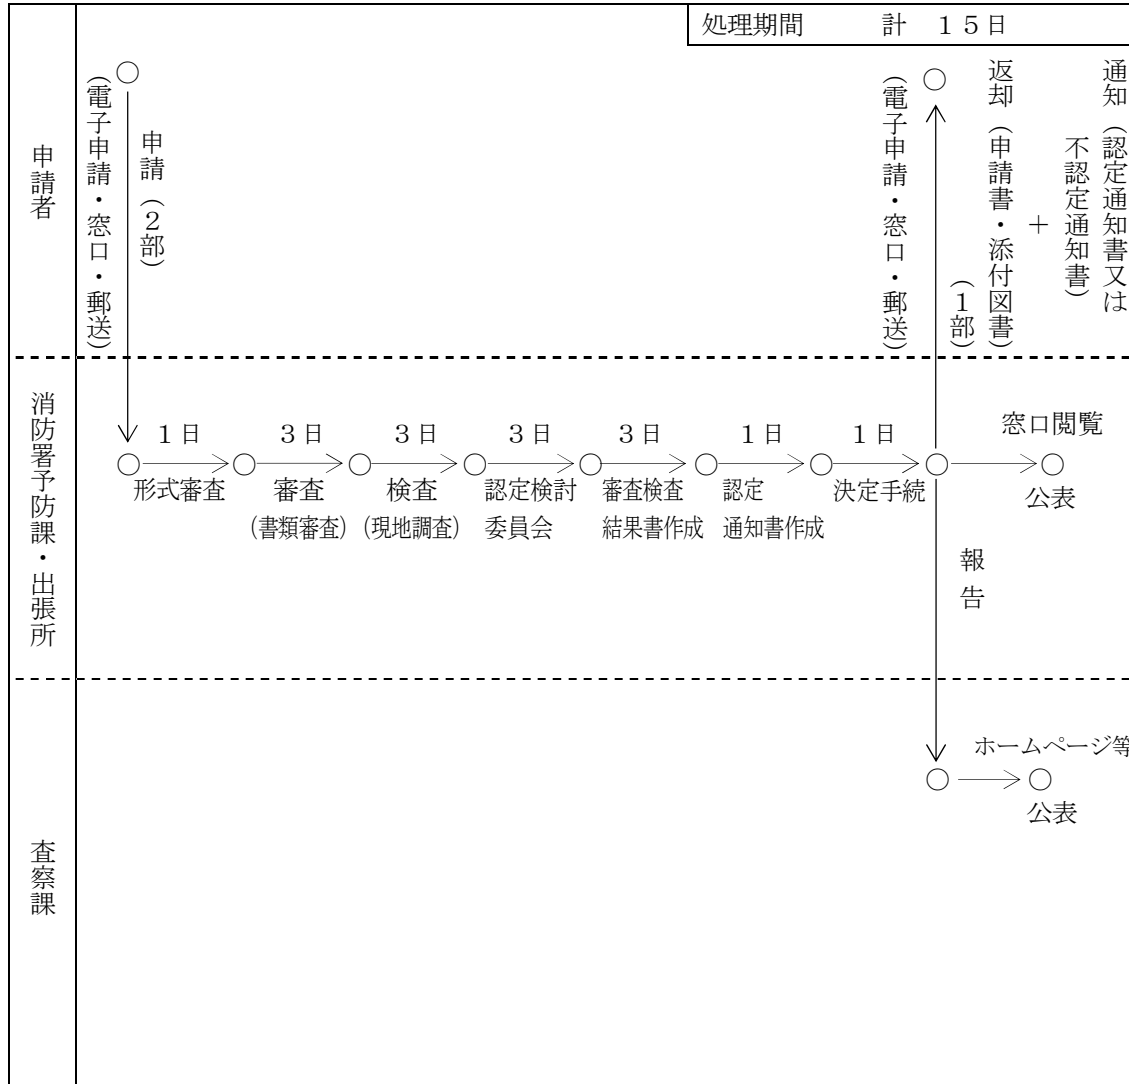 処理期間 計 １５日
申請者
(電子申請・窓口・郵送)
申請(２部)
(電子申請・窓口・郵送)
(１部)
返却(申請書・添付図書)
＋
通知(認定通知書又は
不認定通知書)
消防署予防課・出張所
１日
形式審査
３日
審査
(書類審査)
３日
検査
(現地調査)
３日
認定検討
委員会
３日
審査検査
結果書作成
１日
認定
通知書作成
１日
決定手続
窓口閲覧
公表
報告
査察課
ホームページ等
公表